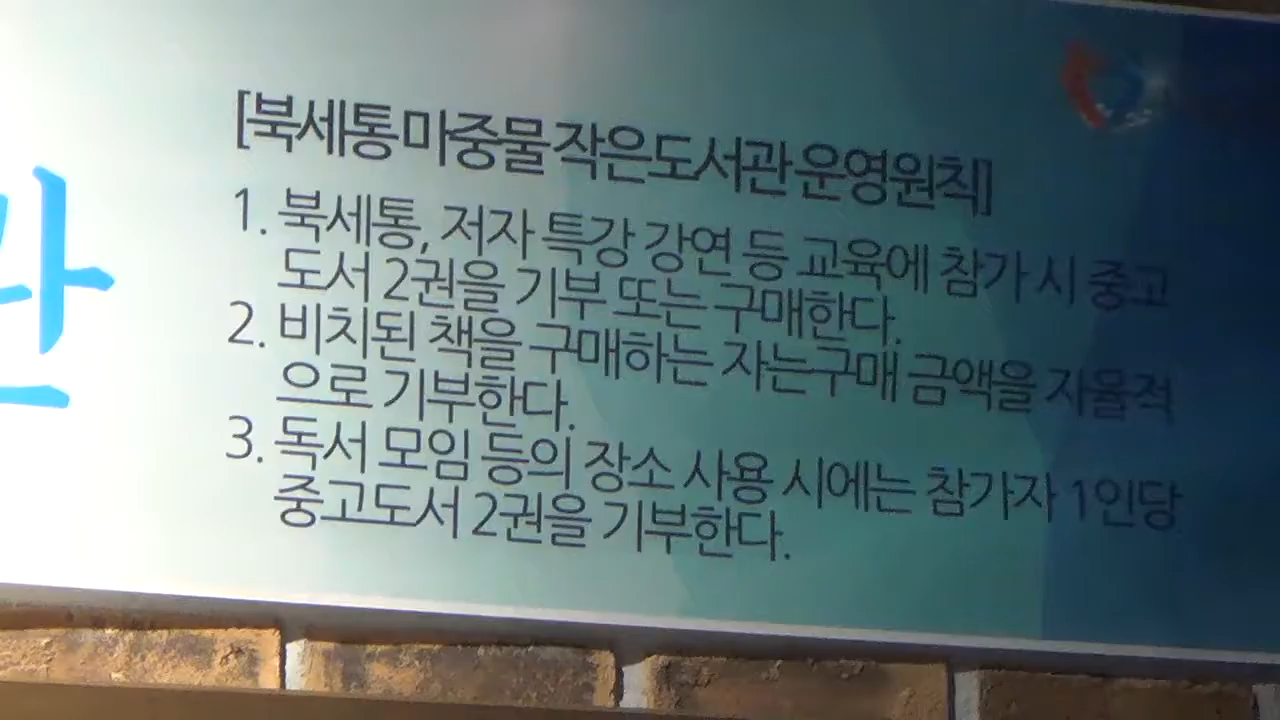 관
[북세통 마중물 작은도서관 운영원칙]
1. 북세통, 저자 특강 강연 등 교육에 참가 시 중고
도서 2권을 기부 또는 구매한다.
2. 비치된 책을 구매하는 자는구매 금액을 자율적
으로 기부한다.
3. 독서 모임 등의 장소 사용 시에는 참가자 1인당
중고도서 2권을 기부한다.